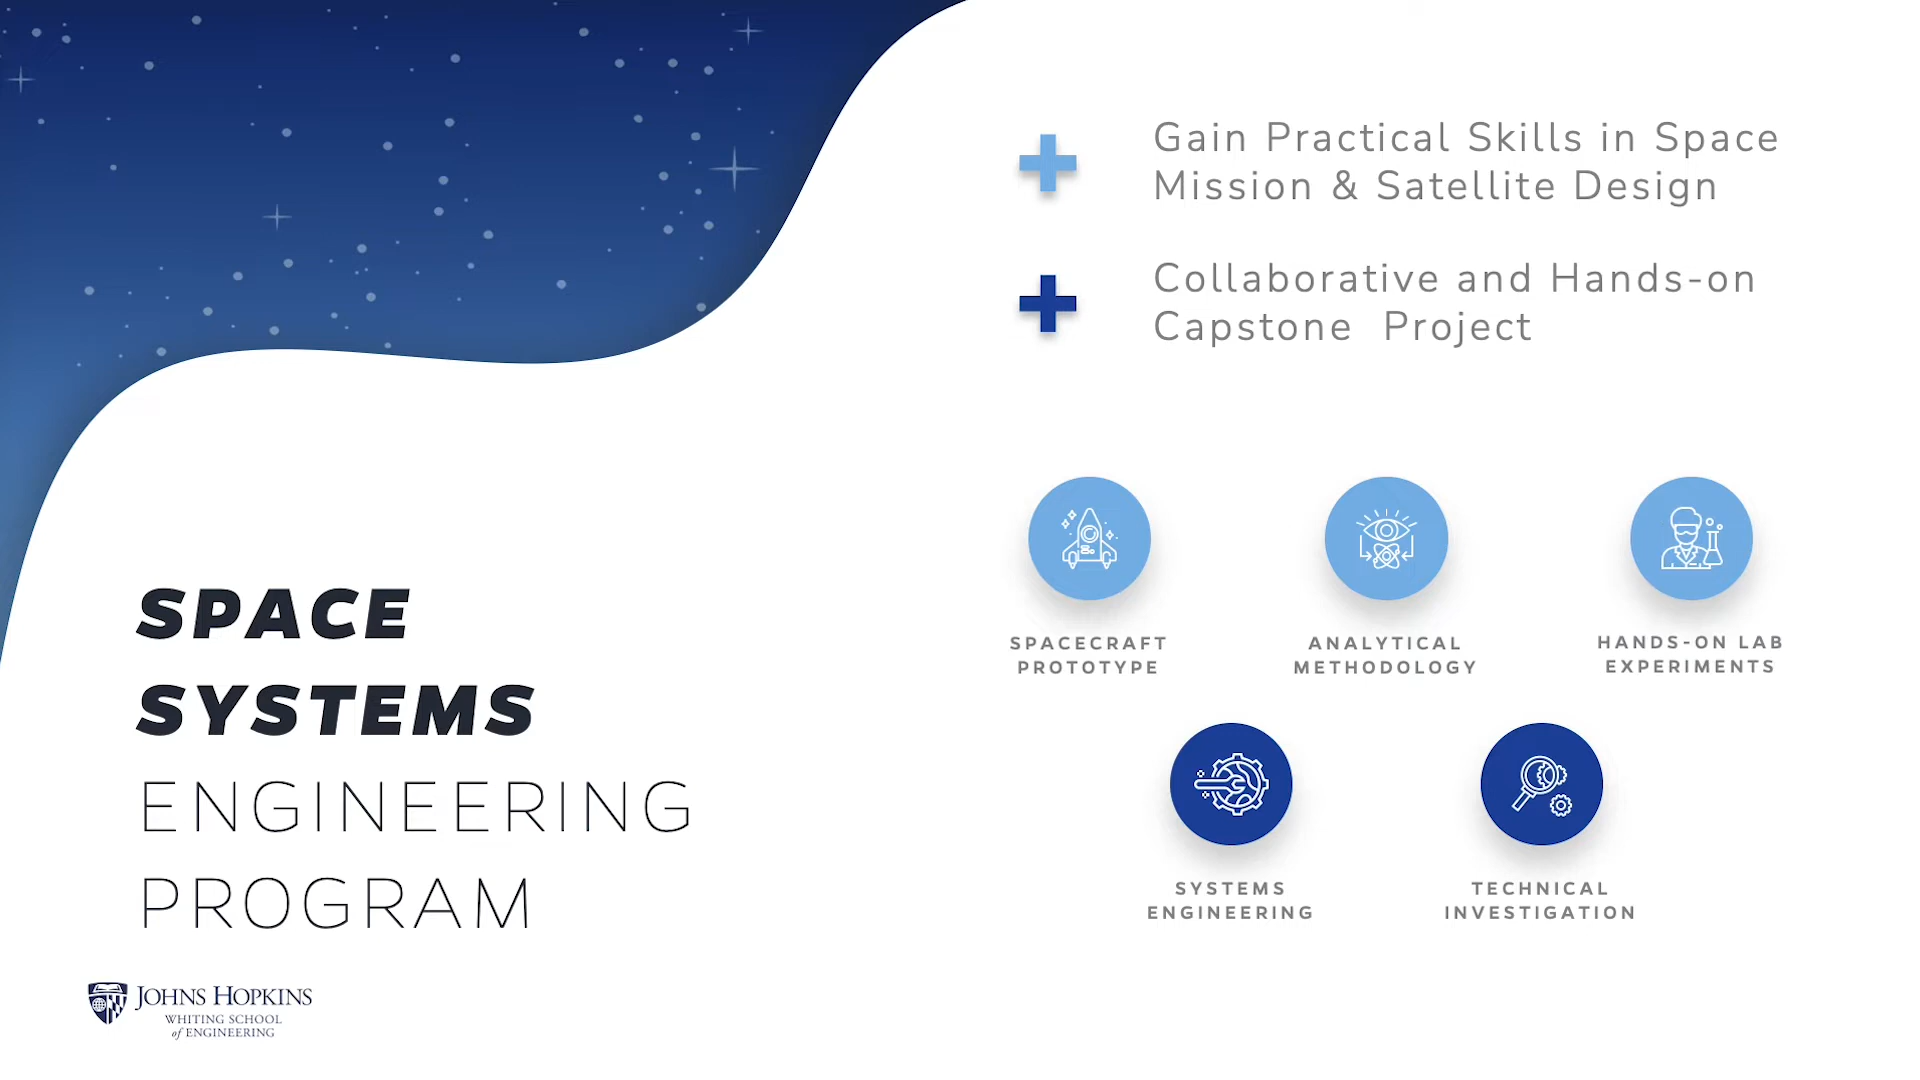 Gain Practical Skills in Space
Mission & Satellite Design
Collaborative and Hands-on
Capstone  Project
SPACECRAFT
PROTOTYPE
ANALYTICAL
METHODOLOGY
HANDS-ON LAB
EXPERIMENTS
SYSTEMS
ENGINEERING
TECHNICAL
INVESTIGATION
SPACE
SYSTEMS
ENGINEERING
PROGRAM
JOHNS HOPKINS
WHITING SCHOOL
of ENGINEERING